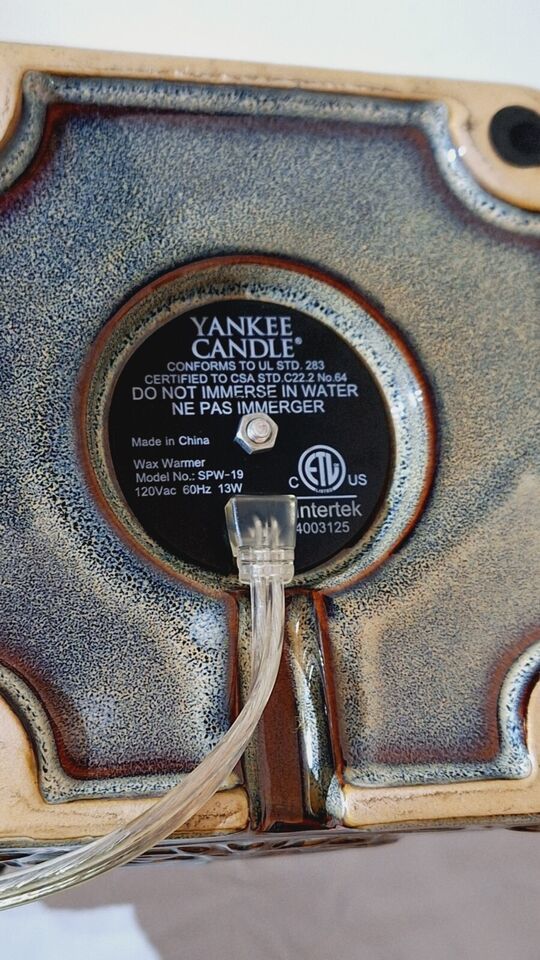 YANKEE
CANDLE®
CONFORMS TO UL STD. 283
CERTIFIED TO CSA STD.C22.2 No.64
DO NOT IMMERSE IN WATER
NE PAS IMMERGER
Made in China
Wax Warmer
Model No.: SPW-19
120Vac 60Hz 13W
C ETL US
LISTED
Intertek
4003125